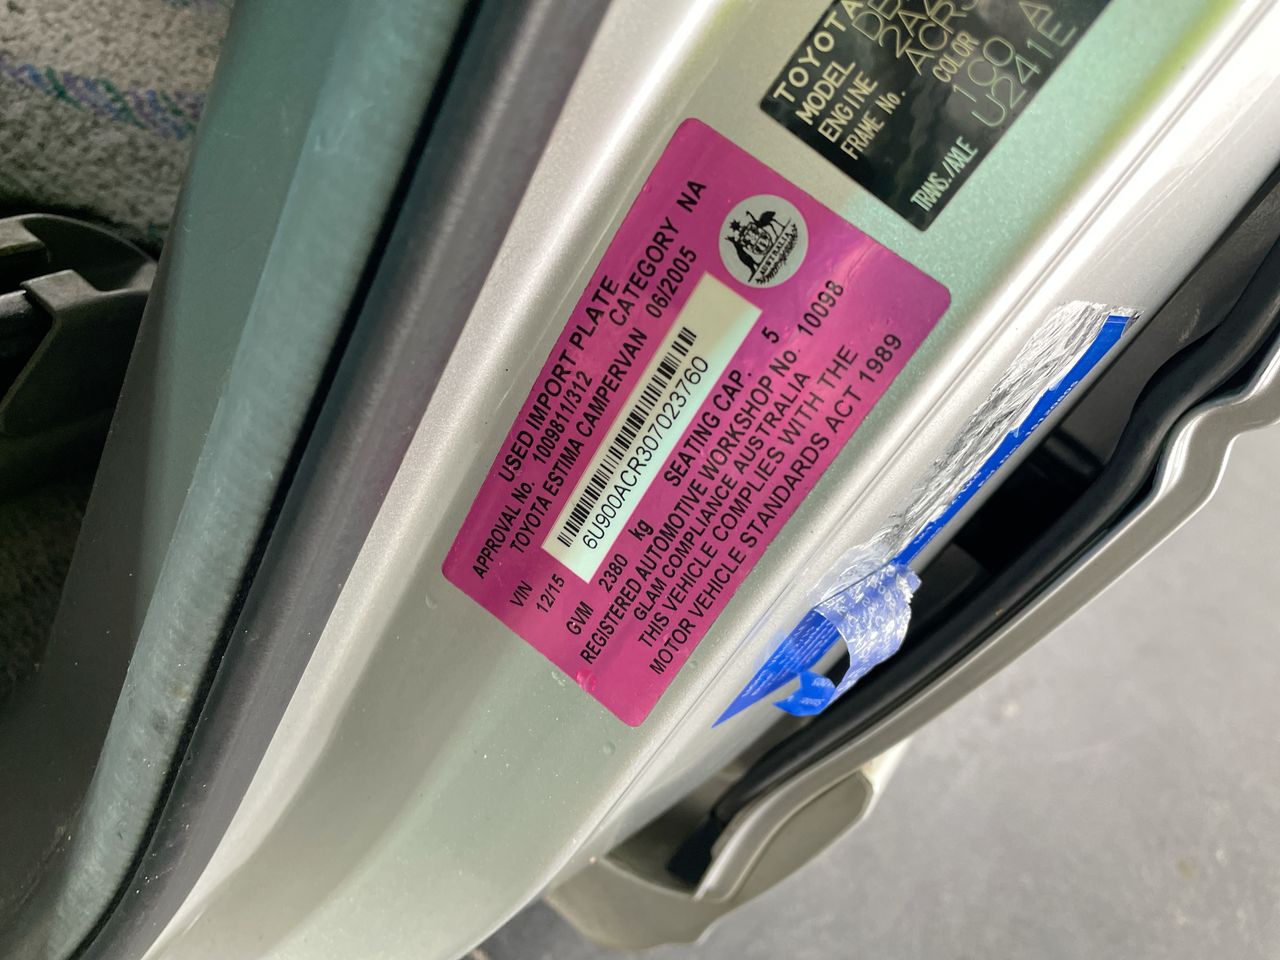 USED IMPORT PLATE
APPROVAL No. 1009811/312 CATEGORY NA
TOYOTA ESTIMA CAMPERVAN 06/2005
VIN
12/15
6U900ACR307023760
AUSTRALIA
GVM 2380 kg SEATING CAP 5
REGISTERED AUTOMOTIVE WORKSHOP No. 10098
GLAM COMPLIANCE AUSTRALIA
THIS VEHICLE COMPLIES WITH THE
MOTOR VEHICLE STANDARDS ACT 1989
TOYOTA
MODEL
ENGINE
FRAME No.
COLOR
1C0
TRANS./AXLE U241E